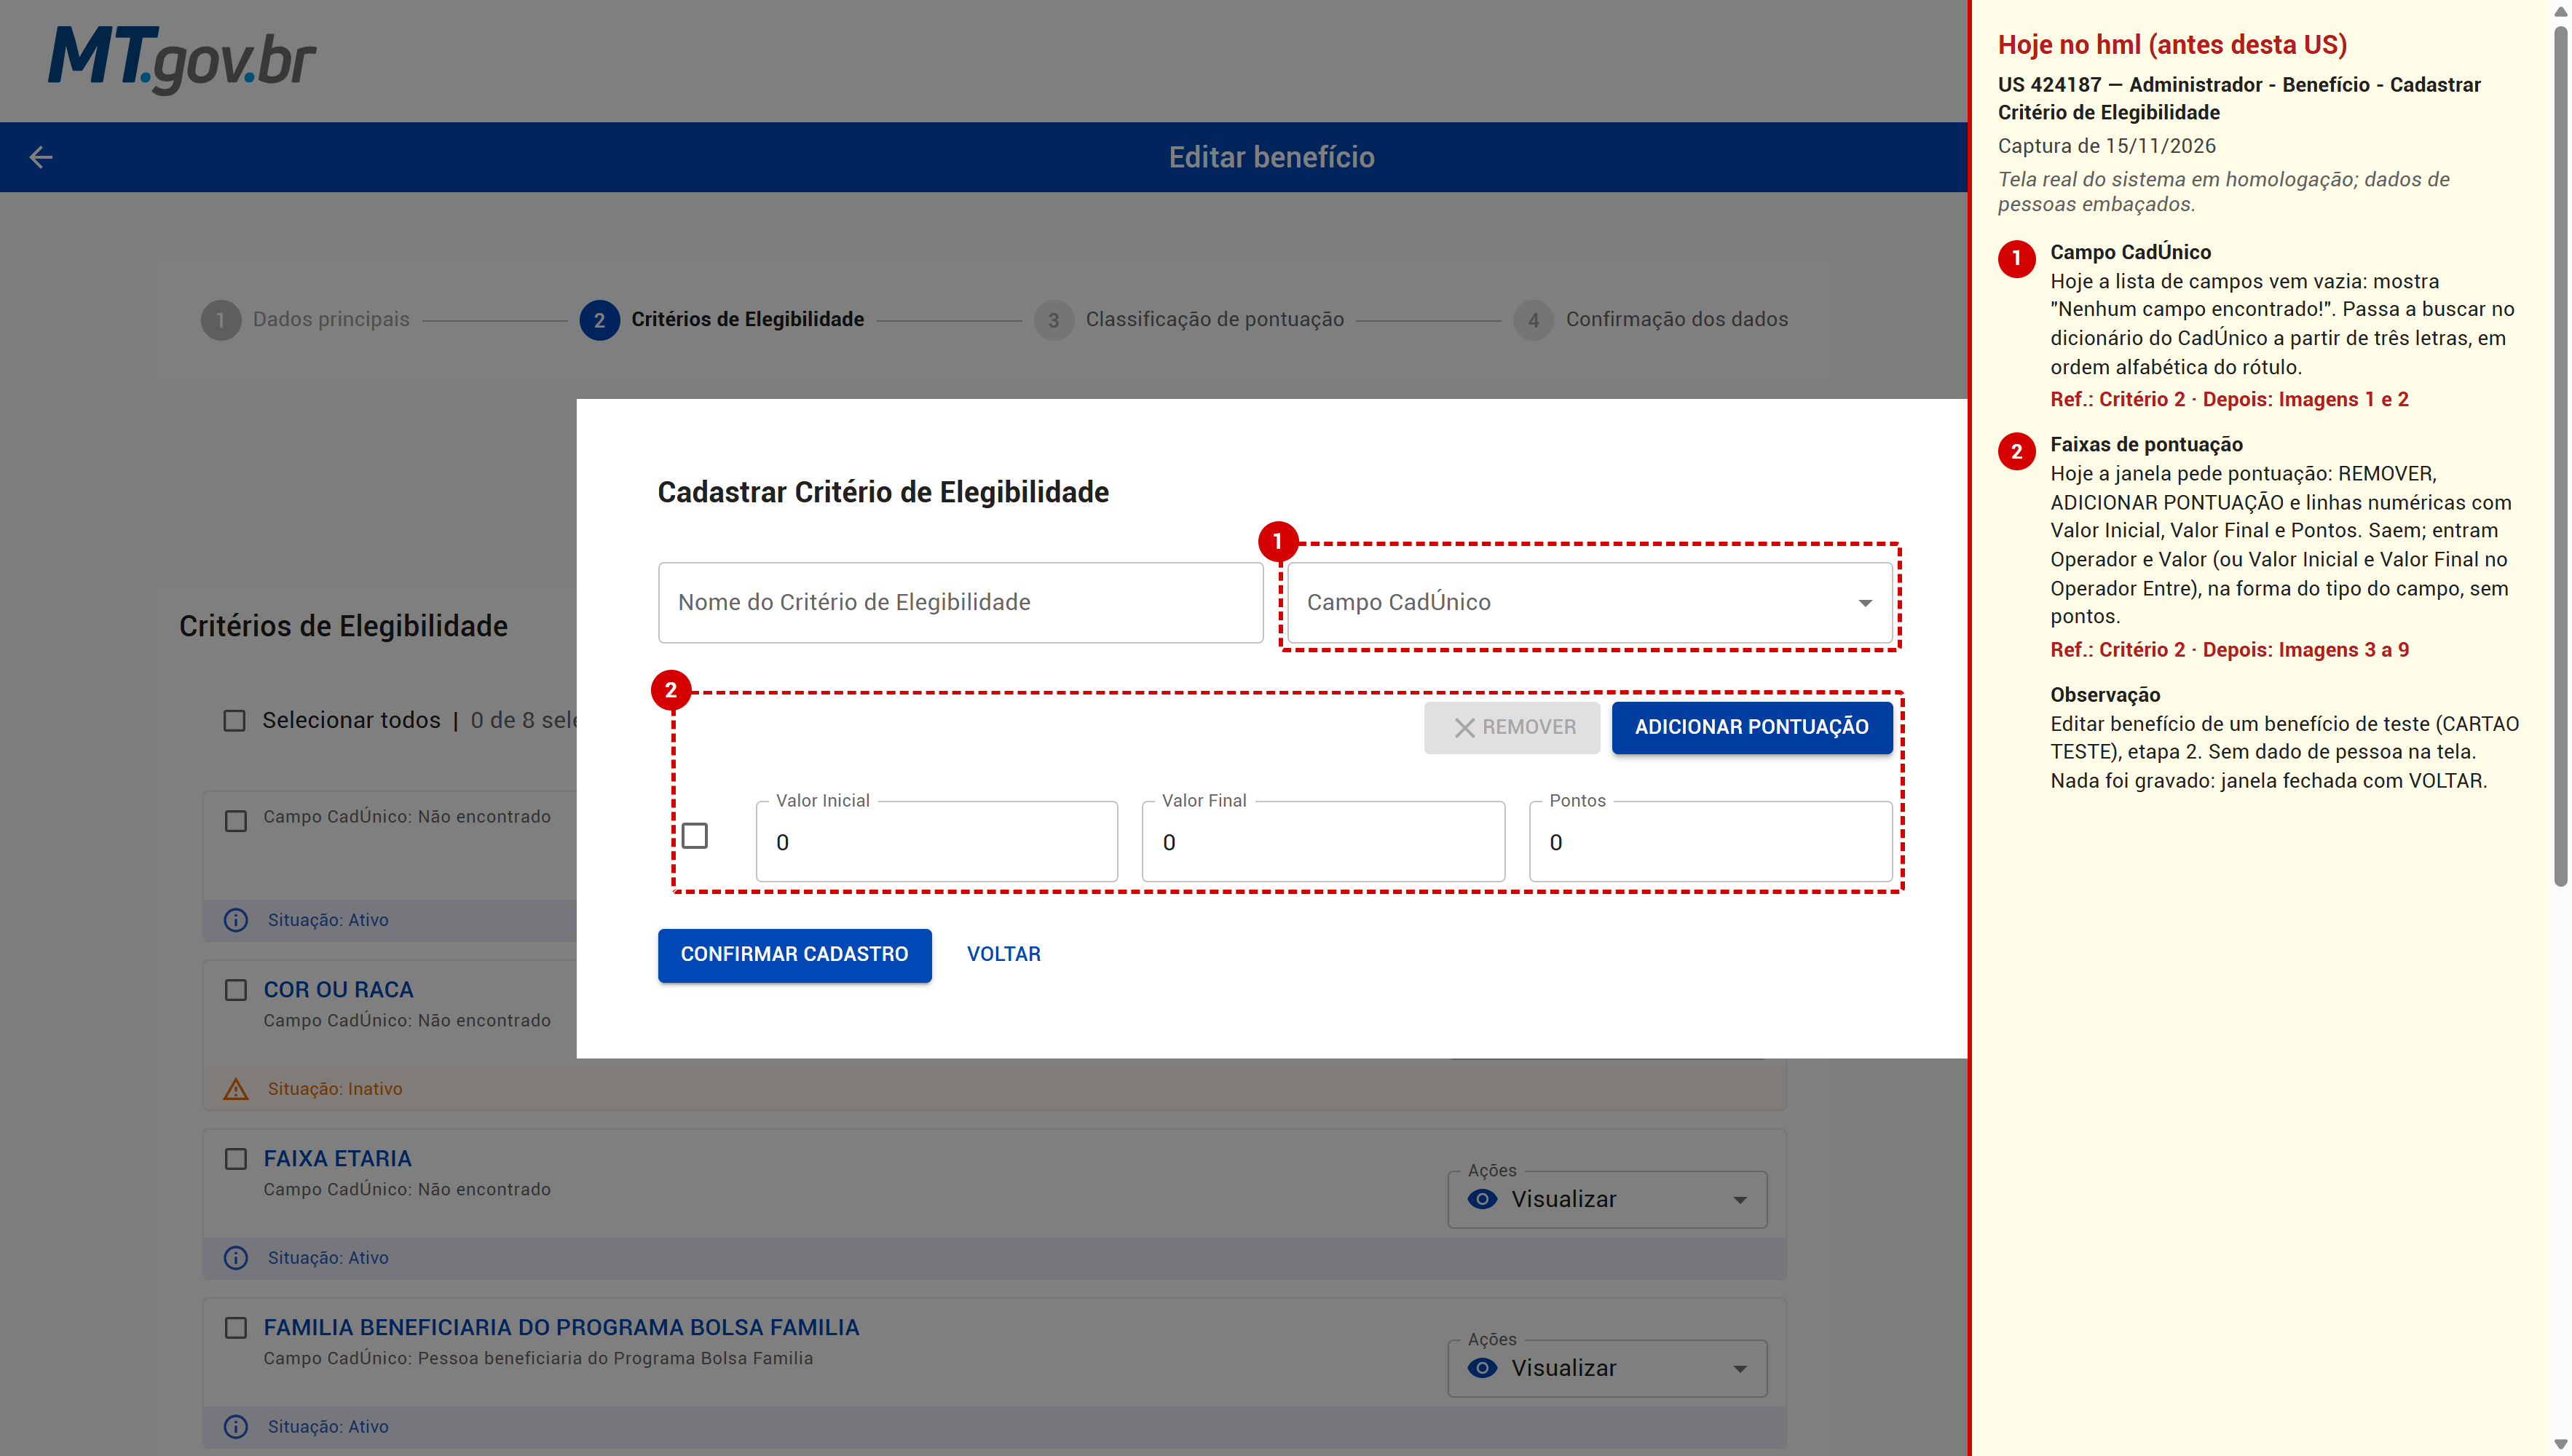 MT.gov.br
Editar benefício
1 Dados principais
2 Critérios de Elegibilidade
3 Classificação de pontuação
4 Confirmação dos dados
Critérios de Elegibilidade
Selecionar todos | 0 de 8
Campo CadÚnico: Não encontrado
Situação: Ativo
COR OU RACA
Campo CadÚnico: Não encontrado
Situação: Inativo
FAIXA ETARIA
Campo CadÚnico: Não encontrado
Ações
Visualizar
Situação: Ativo
FAMILIA BENEFICIARIA DO PROGRAMA BOLSA FAMILIA
Campo CadÚnico: Pessoa beneficiaria do Programa Bolsa Familia
Ações
Visualizar
Situação: Ativo
Cadastrar Critério de Elegibilidade
1
Nome do Critério de Elegibilidade
Campo CadÚnico
2
REMOVER
ADICIONAR PONTUAÇÃO
Valor Inicial
0
Valor Final
0
Pontos
0
CONFIRMAR CADASTRO
VOLTAR
Hoje no hml (antes desta US)
US 424187 — Administrador - Benefício - Cadastrar
Critério de Elegibilidade
Captura de 15/11/2026
Tela real do sistema em homologação; dados de
pessoas embaçados.
1
Campo CadÚnico
Hoje a lista de campos vem vazia: mostra
"Nenhum campo encontrado!". Passa a buscar no
dicionário do CadÚnico a partir de três letras, em
ordem alfabética do rótulo.
Ref.: Critério 2 · Depois: Imagens 1 e 2
2
Faixas de pontuação
Hoje a janela pede pontuação: REMOVER,
ADICIONAR PONTUAÇÃO e linhas numéricas com
Valor Inicial, Valor Final e Pontos. Saem; entram
Operador e Valor (ou Valor Inicial e Valor Final no
Operador Entre), na forma do tipo do campo, sem
pontos.
Ref.: Critério 2 · Depois: Imagens 3 a 9
Observação
Editar benefício de um benefício de teste (CARTAO
TESTE), etapa 2. Sem dado de pessoa na tela.
Nada foi gravado: janela fechada com VOLTAR.